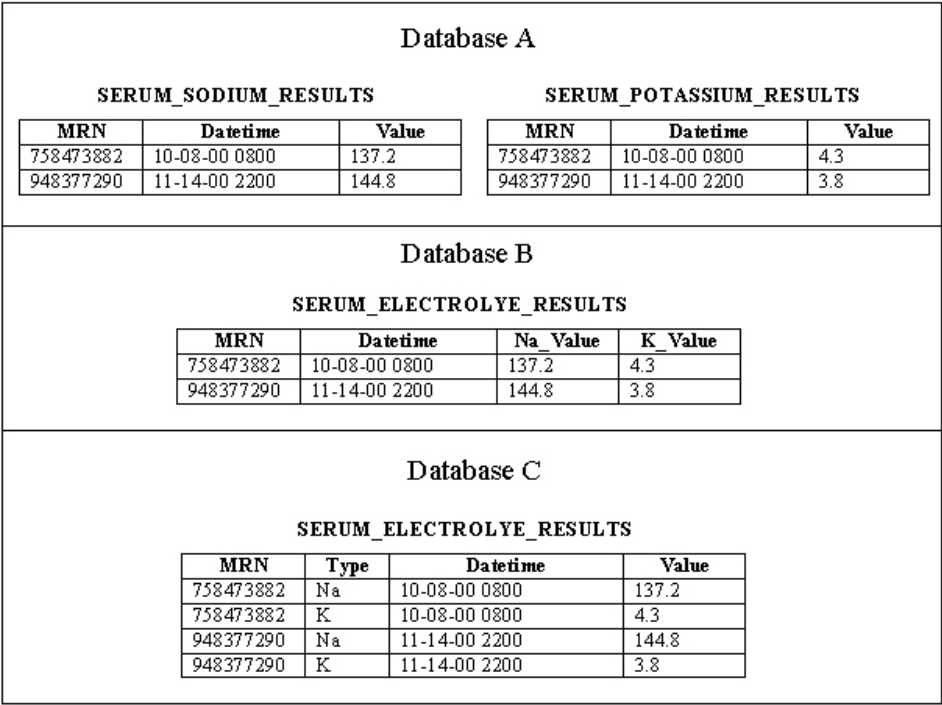 Database A
SERUM_SODIUM_RESULTS
MRN Datetime Value
758473882 10-08-00 0800 137.2
948377290 11-14-00 2200 144.8
SERUM_POTASSIUM_RESULTS
MRN Datetime Value
758473882 10-08-00 0800 4.3
948377290 11-14-00 2200 3.8
Database B
SERUM_ELECTROLYE_RESULTS
MRN Datetime Na_Value K_Value
758473882 10-08-00 0800 137.2 4.3
948377290 11-14-00 2200 144.8 3.8
Database C
SERUM_ELECTROLYE_RESULTS
MRN Type Datetime Value
758473882 Na 10-08-00 0800 137.2
758473882 K 10-08-00 0800 4.3
948377290 Na 11-14-00 2200 144.8
948377290 K 11-14-00 2200 3.8